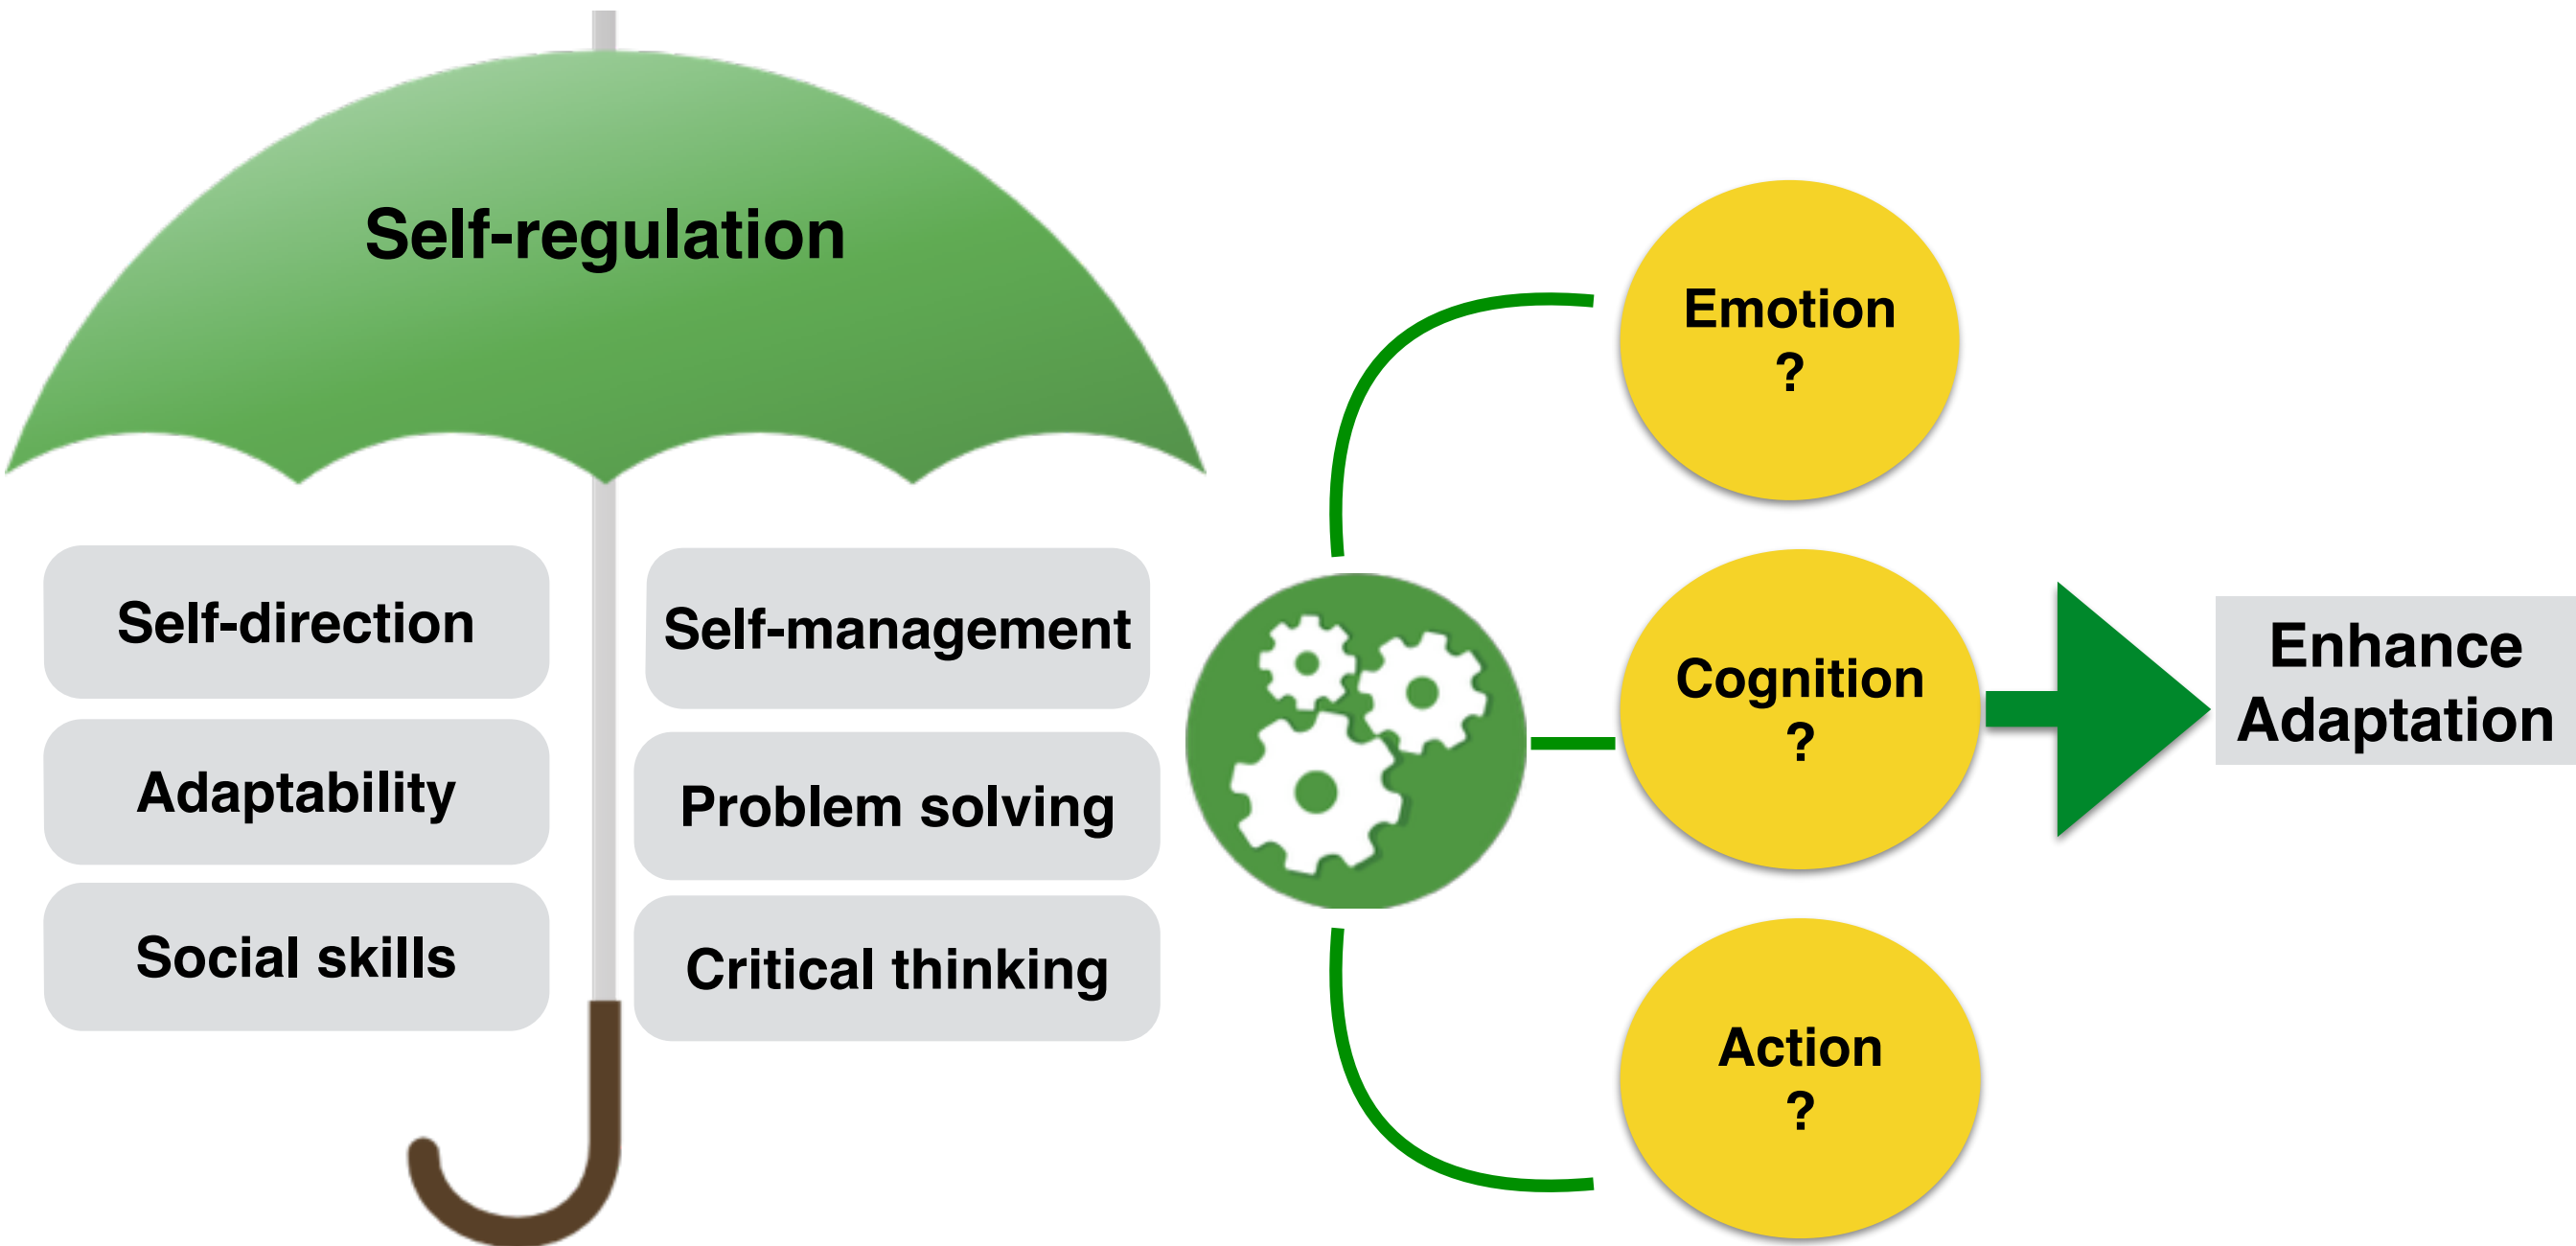 Self-regulation
Self-direction
Adaptability
Social skills
Self-management
Problem solving
Critical thinking
Emotion
?
Cognition
?
Action
?
Enhance
Adaptation